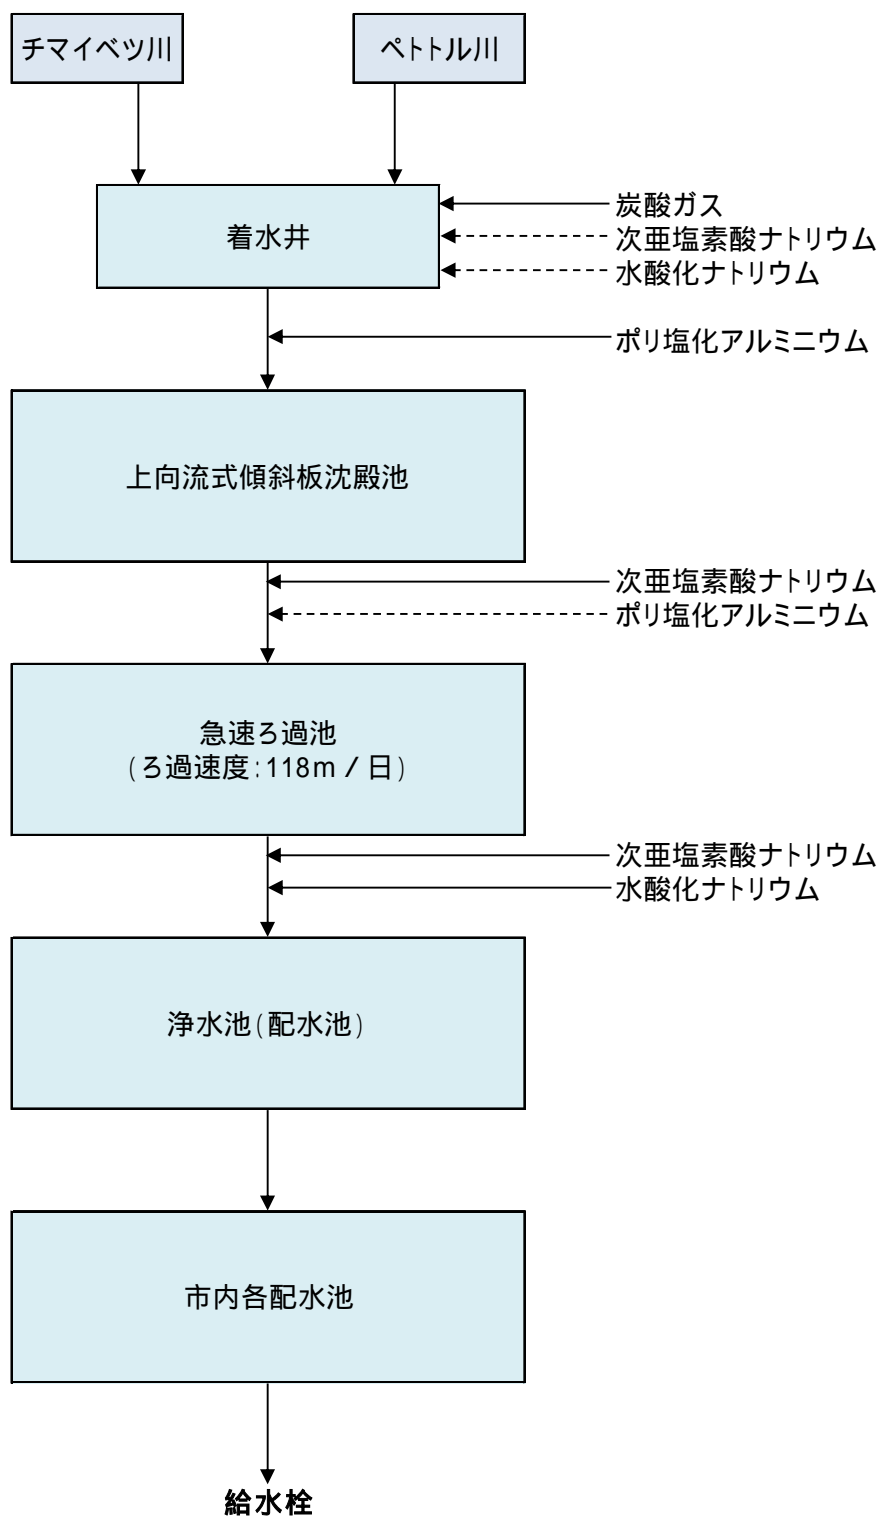 チマイベツ川
ペトトル川
着水井
炭酸ガス
次亜塩素酸ナトリウム
水酸化ナトリウム
ポリ塩化アルミニウム
上向流式傾斜板沈殿池
次亜塩素酸ナトリウム
ポリ塩化アルミニウム
急速ろ過池
(ろ過速度:118m/日)
次亜塩素酸ナトリウム
水酸化ナトリウム
浄水池(配水池)
市内各配水池
給水栓